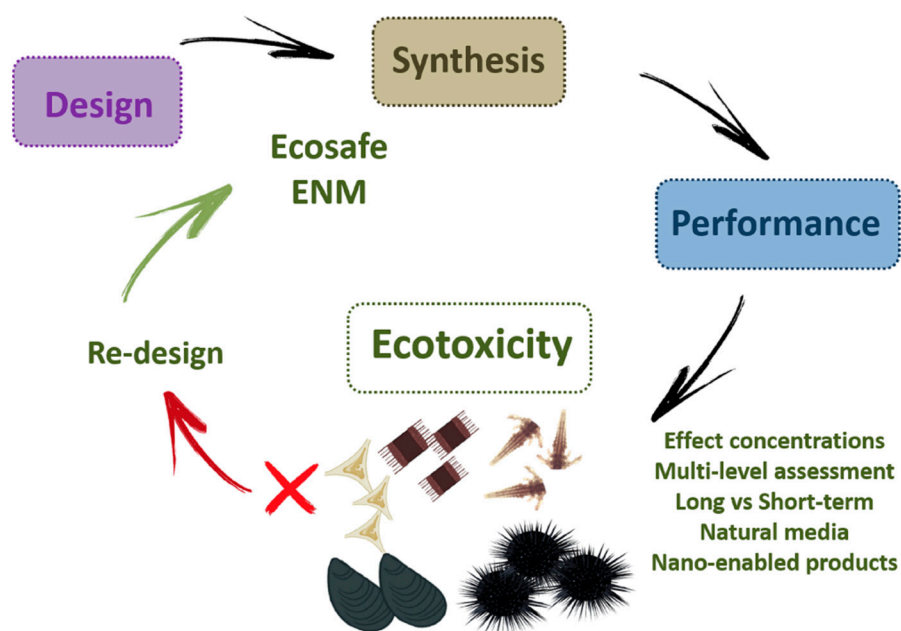 Design
Synthesis
Performance
Ecosafe
ENM
Re-design
Ecotoxicity
Effect concentrations
Multi-level assessment
Long vs Short-term
Natural media
Nano-enabled products